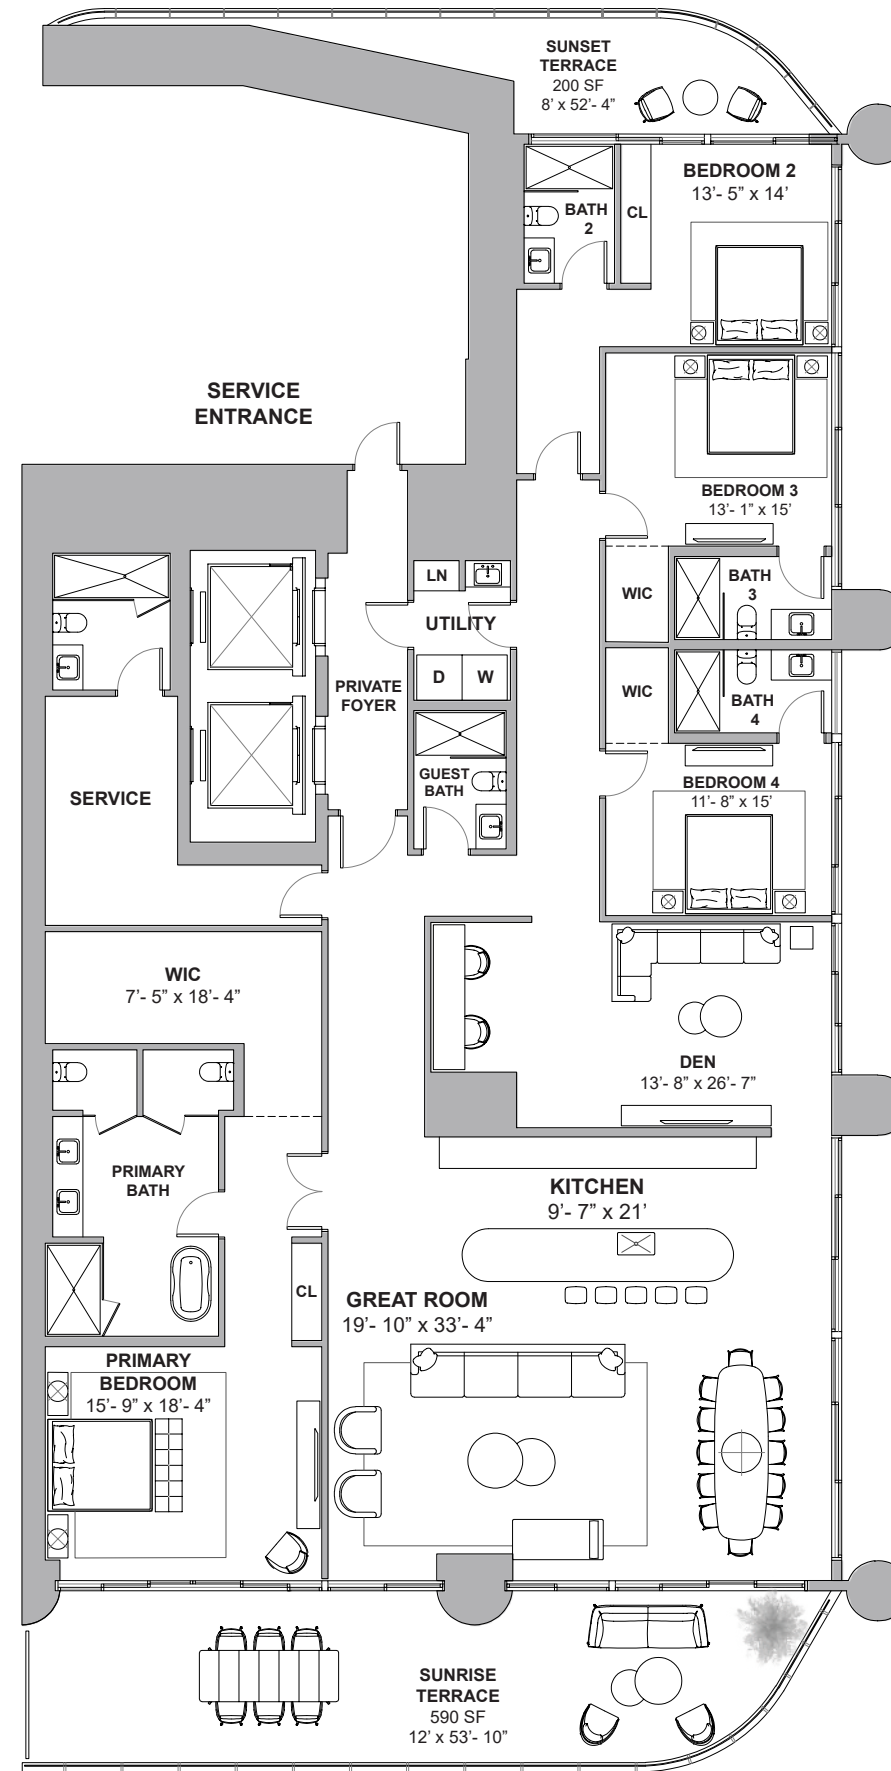 SUNSET
TERRACE
200 SF
8’ x 52’- 4”
BEDROOM 2
13’- 5” x 14’
BATH
2
CL
SERVICE
ENTRANCE
BEDROOM 3
13’- 1” x 15’
LN
UTILITY
D
W
WIC
BATH
3
WIC
BATH
4
PRIVATE
FOYER
GUEST
BATH
BEDROOM 4
11’- 8” x 15’
SERVICE
WIC
7’- 5” x 18’- 4”
DEN
13’- 8” x 26’- 7”
PRIMARY
BATH
KITCHEN
9’- 7” x 21’
CL
GREAT ROOM
19’- 10” x 33’- 4”
PRIMARY
BEDROOM
15’- 9” x 18’- 4”
SUNRISE
TERRACE
590 SF
12’ x 53’- 10”